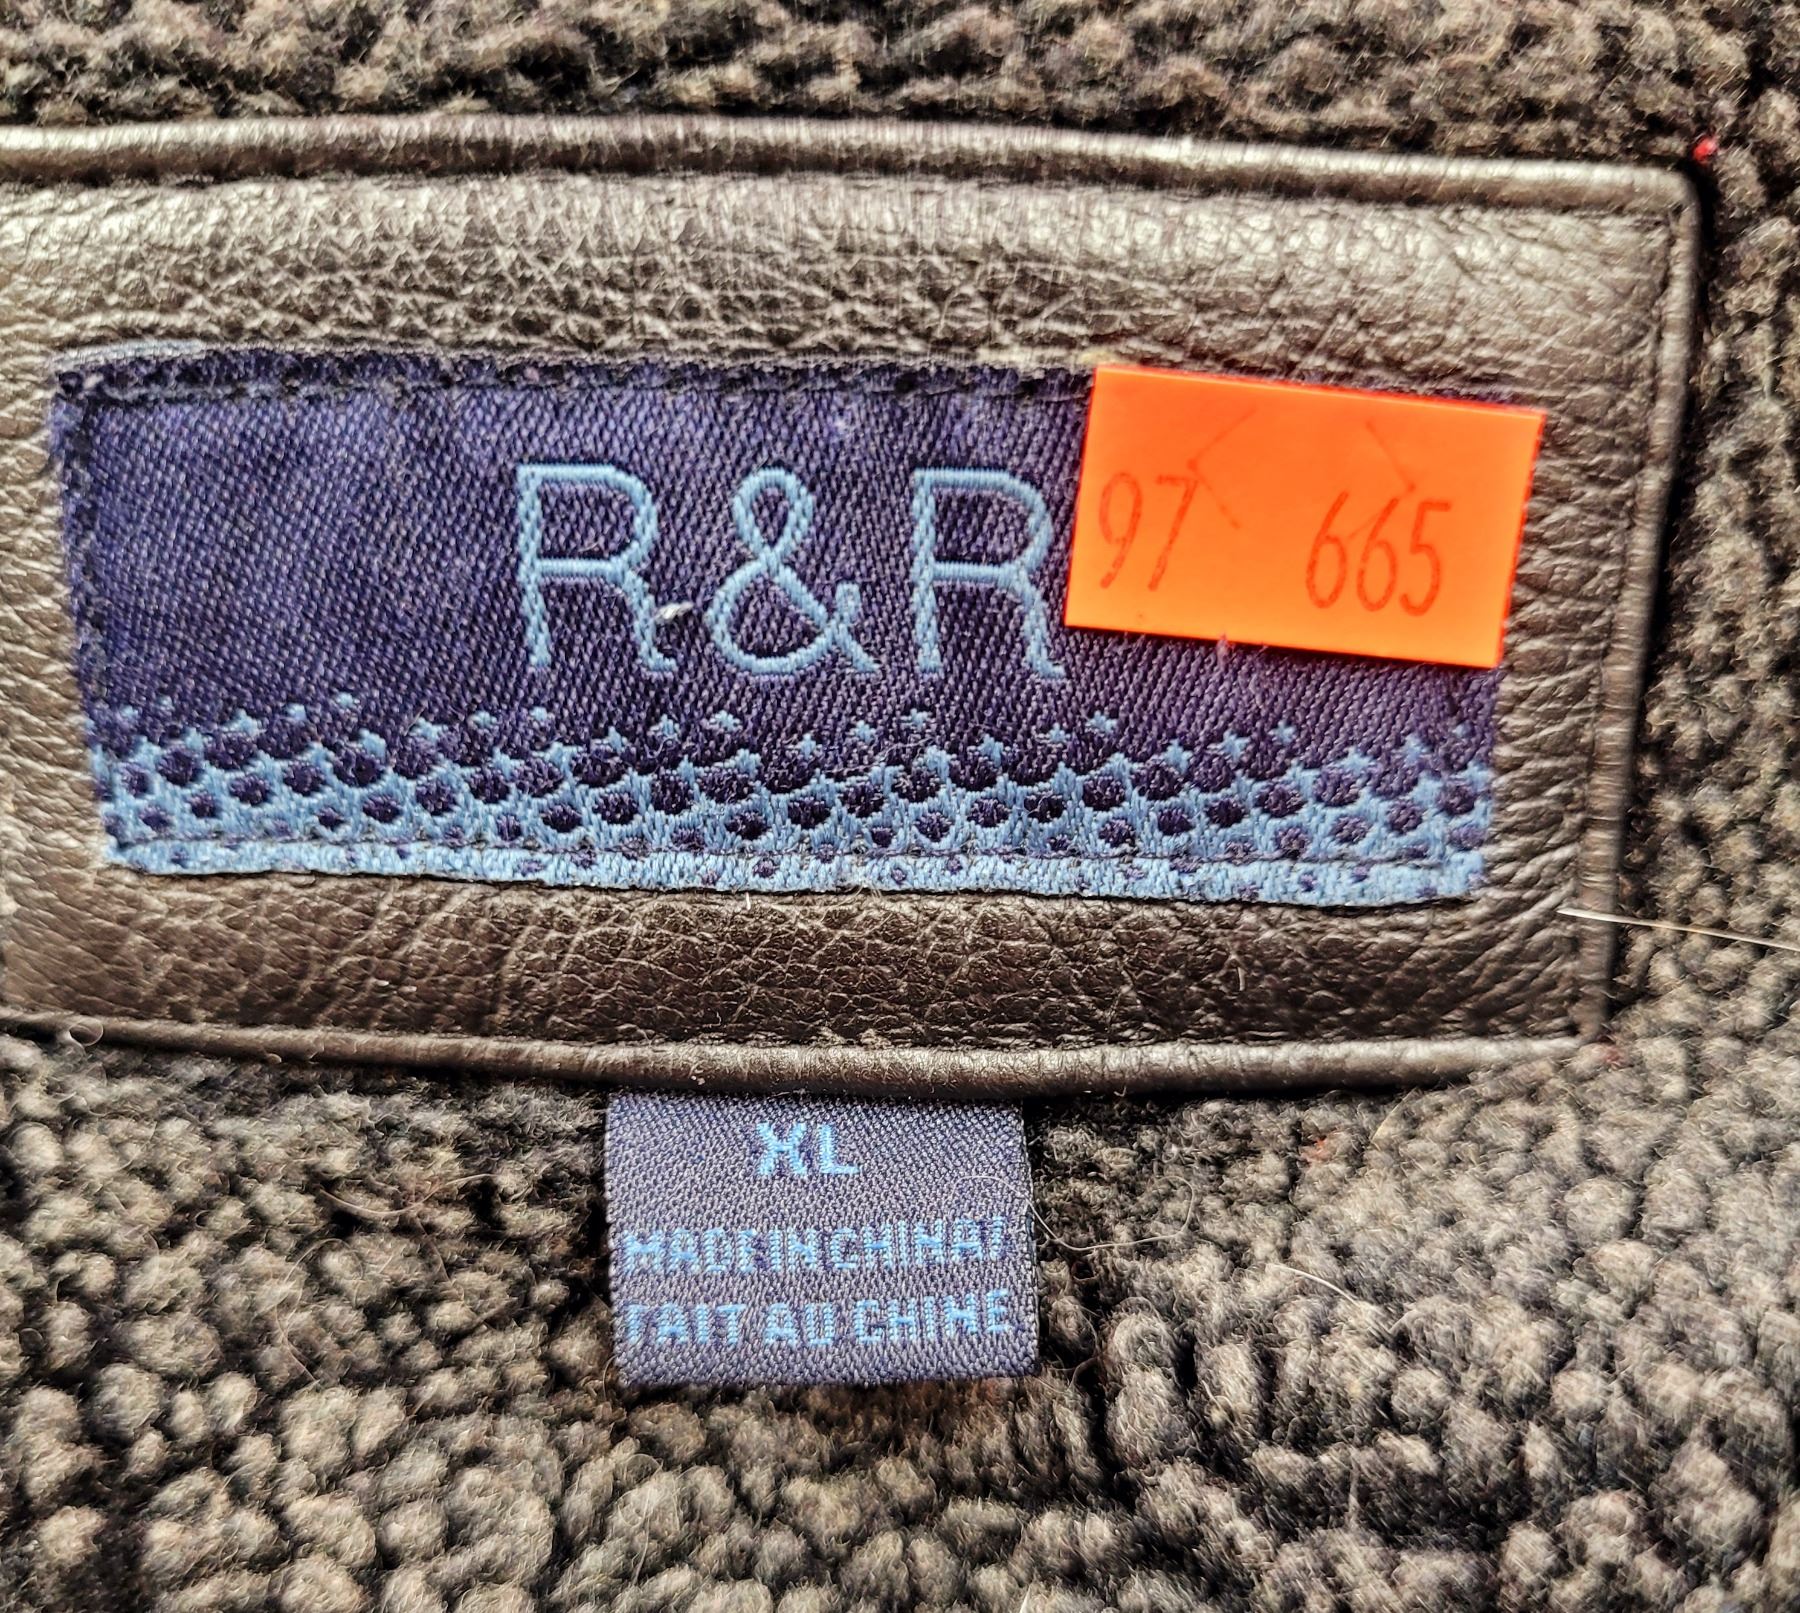 R&R
97 665
XL
MADE IN CHINA/
FAIT AU CHINE